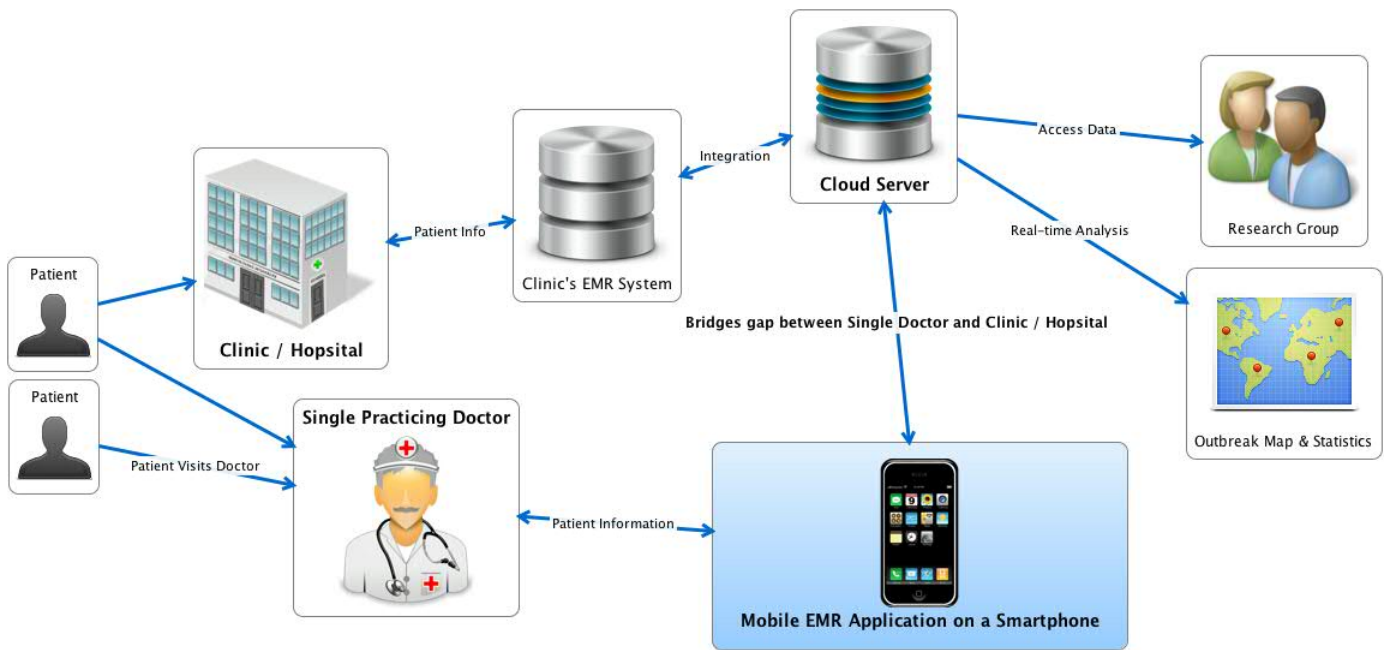 Cloud Server
Access Data
Research Group
Integration
Clinic's EMR System
Patient Info
Real-time Analysis
Patient
Clinic / Hopsital
Bridges gap between Single Doctor and Clinic / Hopsital
Outbreak Map & Statistics
Patient
Single Practicing Doctor
Patient Visits Doctor
Patient Information
Mobile EMR Application on a Smartphone